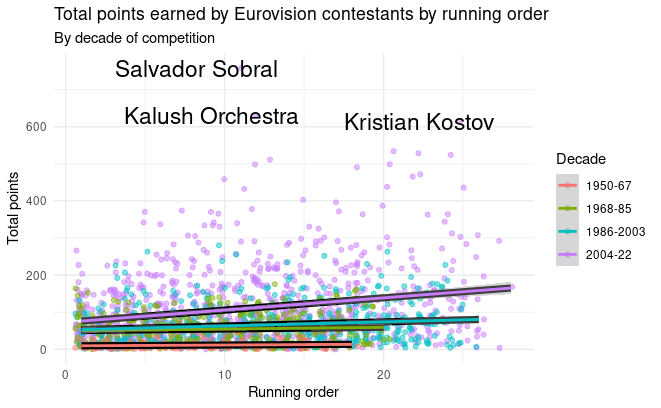 Total points earned by Eurovision contestants by running order
By decade of competition
Salvador Sobral
Kalush Orchestra
Kristian Kostov
Total points
600
400
200
0
0
10
20
Running order
Decade
1950-67
1968-85
1986-2003
2004-22